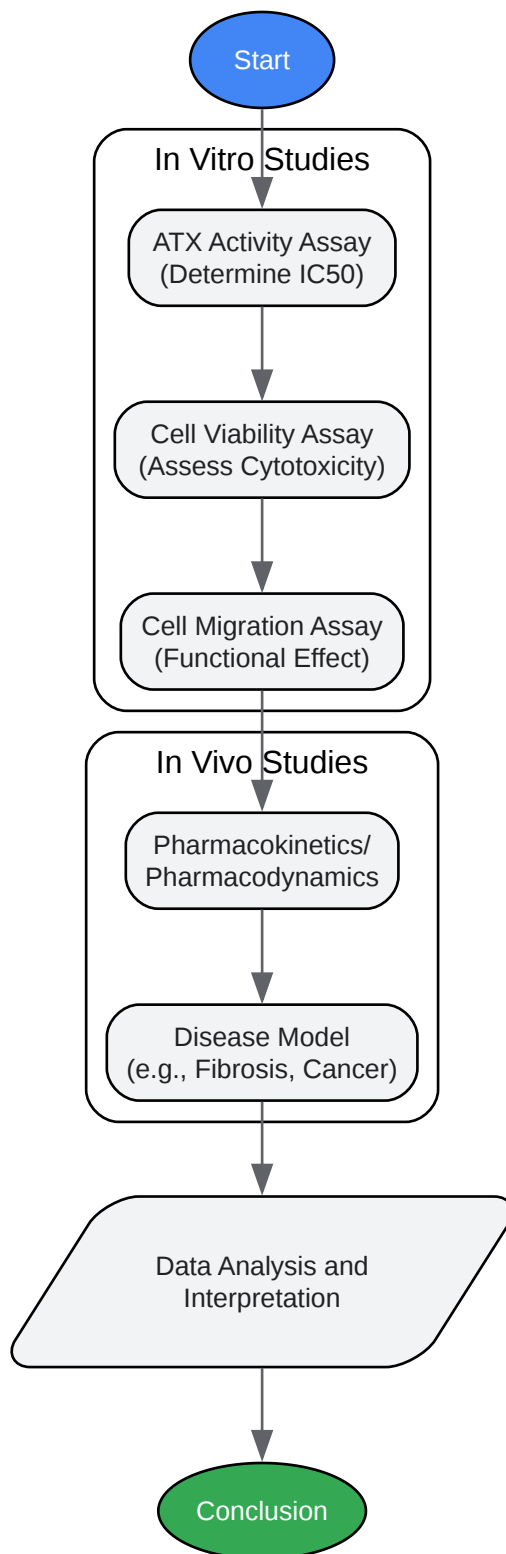 Start
In Vitro Studies
ATX Activity Assay
(Determine IC50)
Cell Viability Assay
(Assess Cytotoxicity)
Cell Migration Assay
(Functional Effect)
In Vivo Studies
Pharmacokinetics/
Pharmacodynamics
Disease Model
(e.g., Fibrosis, Cancer)
Data Analysis and
Interpretation
Conclusion